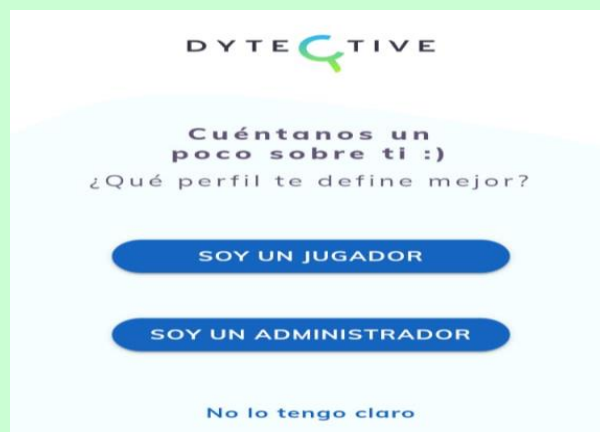 DYTECTIVE
Cuéntanos un
poco sobre ti :)
¿Qué perfil te define mejor?
SOY UN JUGADOR
SOY UN ADMINISTRADOR
No lo tengo claro